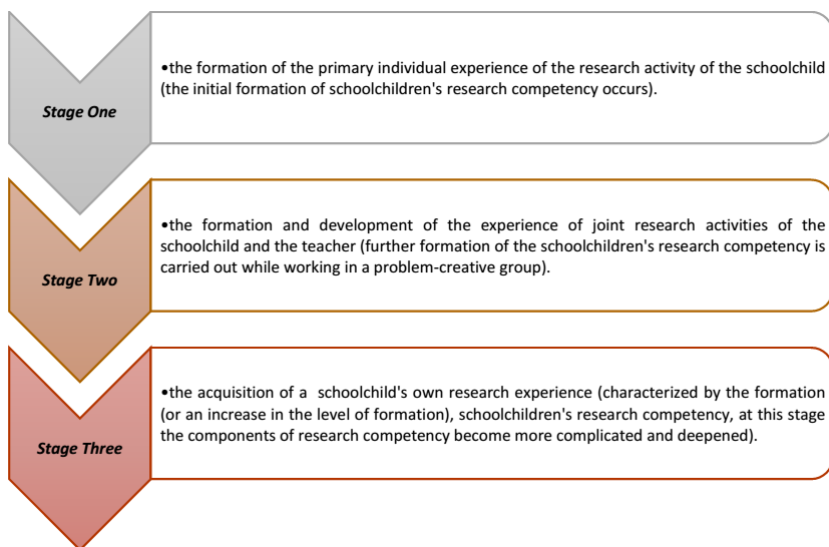 Stage One
•the formation of the primary individual experience of the research activity of the schoolchild
(the initial formation of schoolchildren's research competency occurs).
Stage Two
•the formation and development of the experience of joint research activities of the
schoolchild and the teacher (further formation of the schoolchildren's research competency is
carried out while working in a problem-creative group).
Stage Three
•the acquisition of a schoolchild's own research experience (characterized by the formation
(or an increase in the level of formation), schoolchildren's research competency, at this stage
the components of research competency become more complicated and deepened).